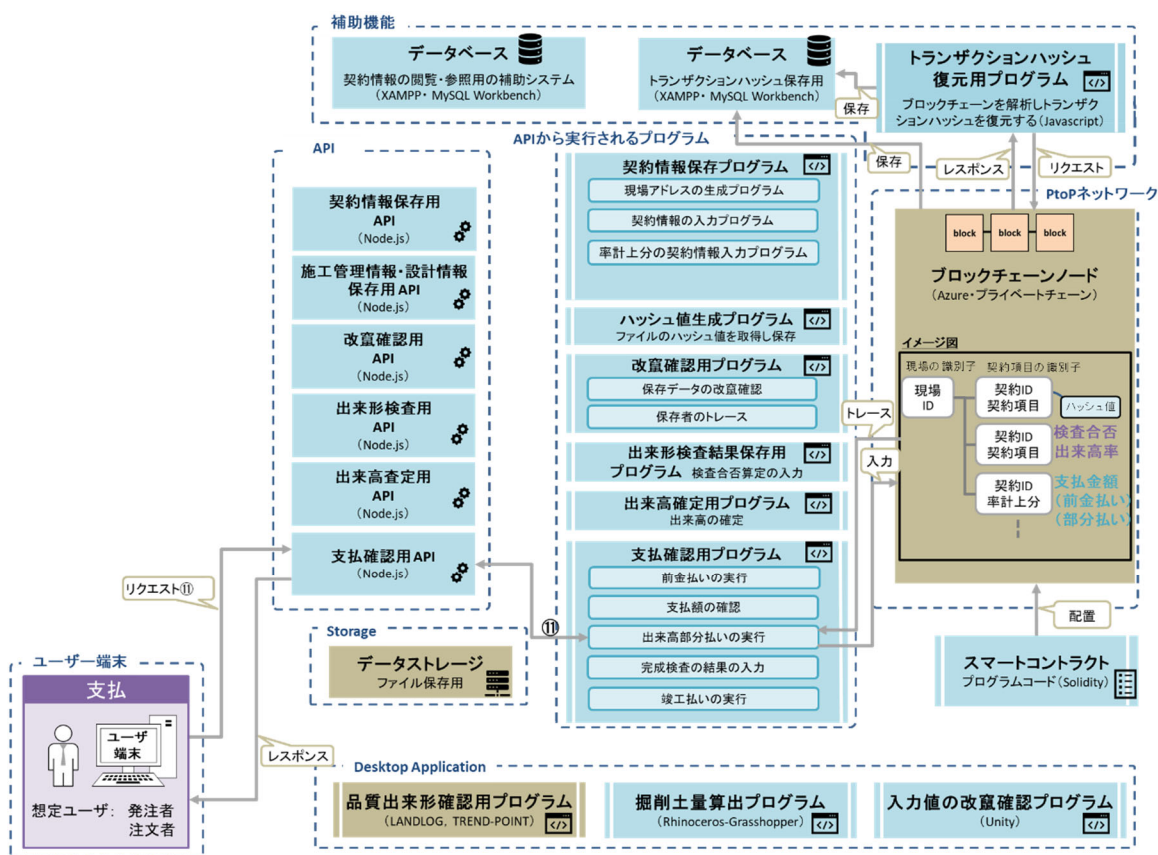 補助機能
データベース
契約情報の閲覧・参照用の補助システム
(XAMPP・MySQL Workbench)
データベース
トランザクションハッシュ保存用
(XAMPP・MySQL Workbench)
保存
トランザクションハッシュ
復元用プログラム
ブロックチェーンを解析しトランザク
ションハッシュを復元する(Javascript)
保存
レスポンス
リクエスト
API
契約情報保存用
API
(Node.js)
施工管理情報・設計情報
保存用API
(Node.js)
改竄確認用
API
(Node.js)
出来形検査用
API
(Node.js)
出来高査定用
API
(Node.js)
支払確認用API
(Node.js)
APIから実行されるプログラム
契約情報保存プログラム
現場アドレスの生成プログラム
契約情報の入力プログラム
率計上分の契約情報入力プログラム
ハッシュ値生成プログラム
ファイルのハッシュ値を取得し保存
改竄確認用プログラム
保存データの改竄確認
保存者のトレース
出来形検査結果保存用
プログラム 検査合否算定の入力
出来高確定用プログラム
出来高の確定
支払確認用プログラム
前金払いの実行
支払額の確認
出来高部分払いの実行
完成検査の結果の入力
竣工払いの実行
トレース
入力
PtoPネットワーク
block
block
block
ブロックチェーンノード
(Azure・プライベートチェーン)
イメージ図
現場の識別子 契約項目の識別子
現場
ID
契約ID
契約項目
ハッシュ値
契約ID
契約項目
検査合否
出来高率
契約ID
率計上分
支払金額
(前金払い)
(部分払い)
配置
スマートコントラクト
プログラムコード(Solidity)
リクエスト⑪
⑪
Storage
データストレージ
ファイル保存用
ユーザー端末
支払
ユーザ
端末
想定ユーザ: 発注者
注文者
レスポンス
Desktop Application
品質出来形確認用プログラム
(LANDLOG, TREND-POINT)
掘削土量算出プログラム
(Rhinoceros-Grasshopper)
入力値の改竄確認プログラム
(Unity)